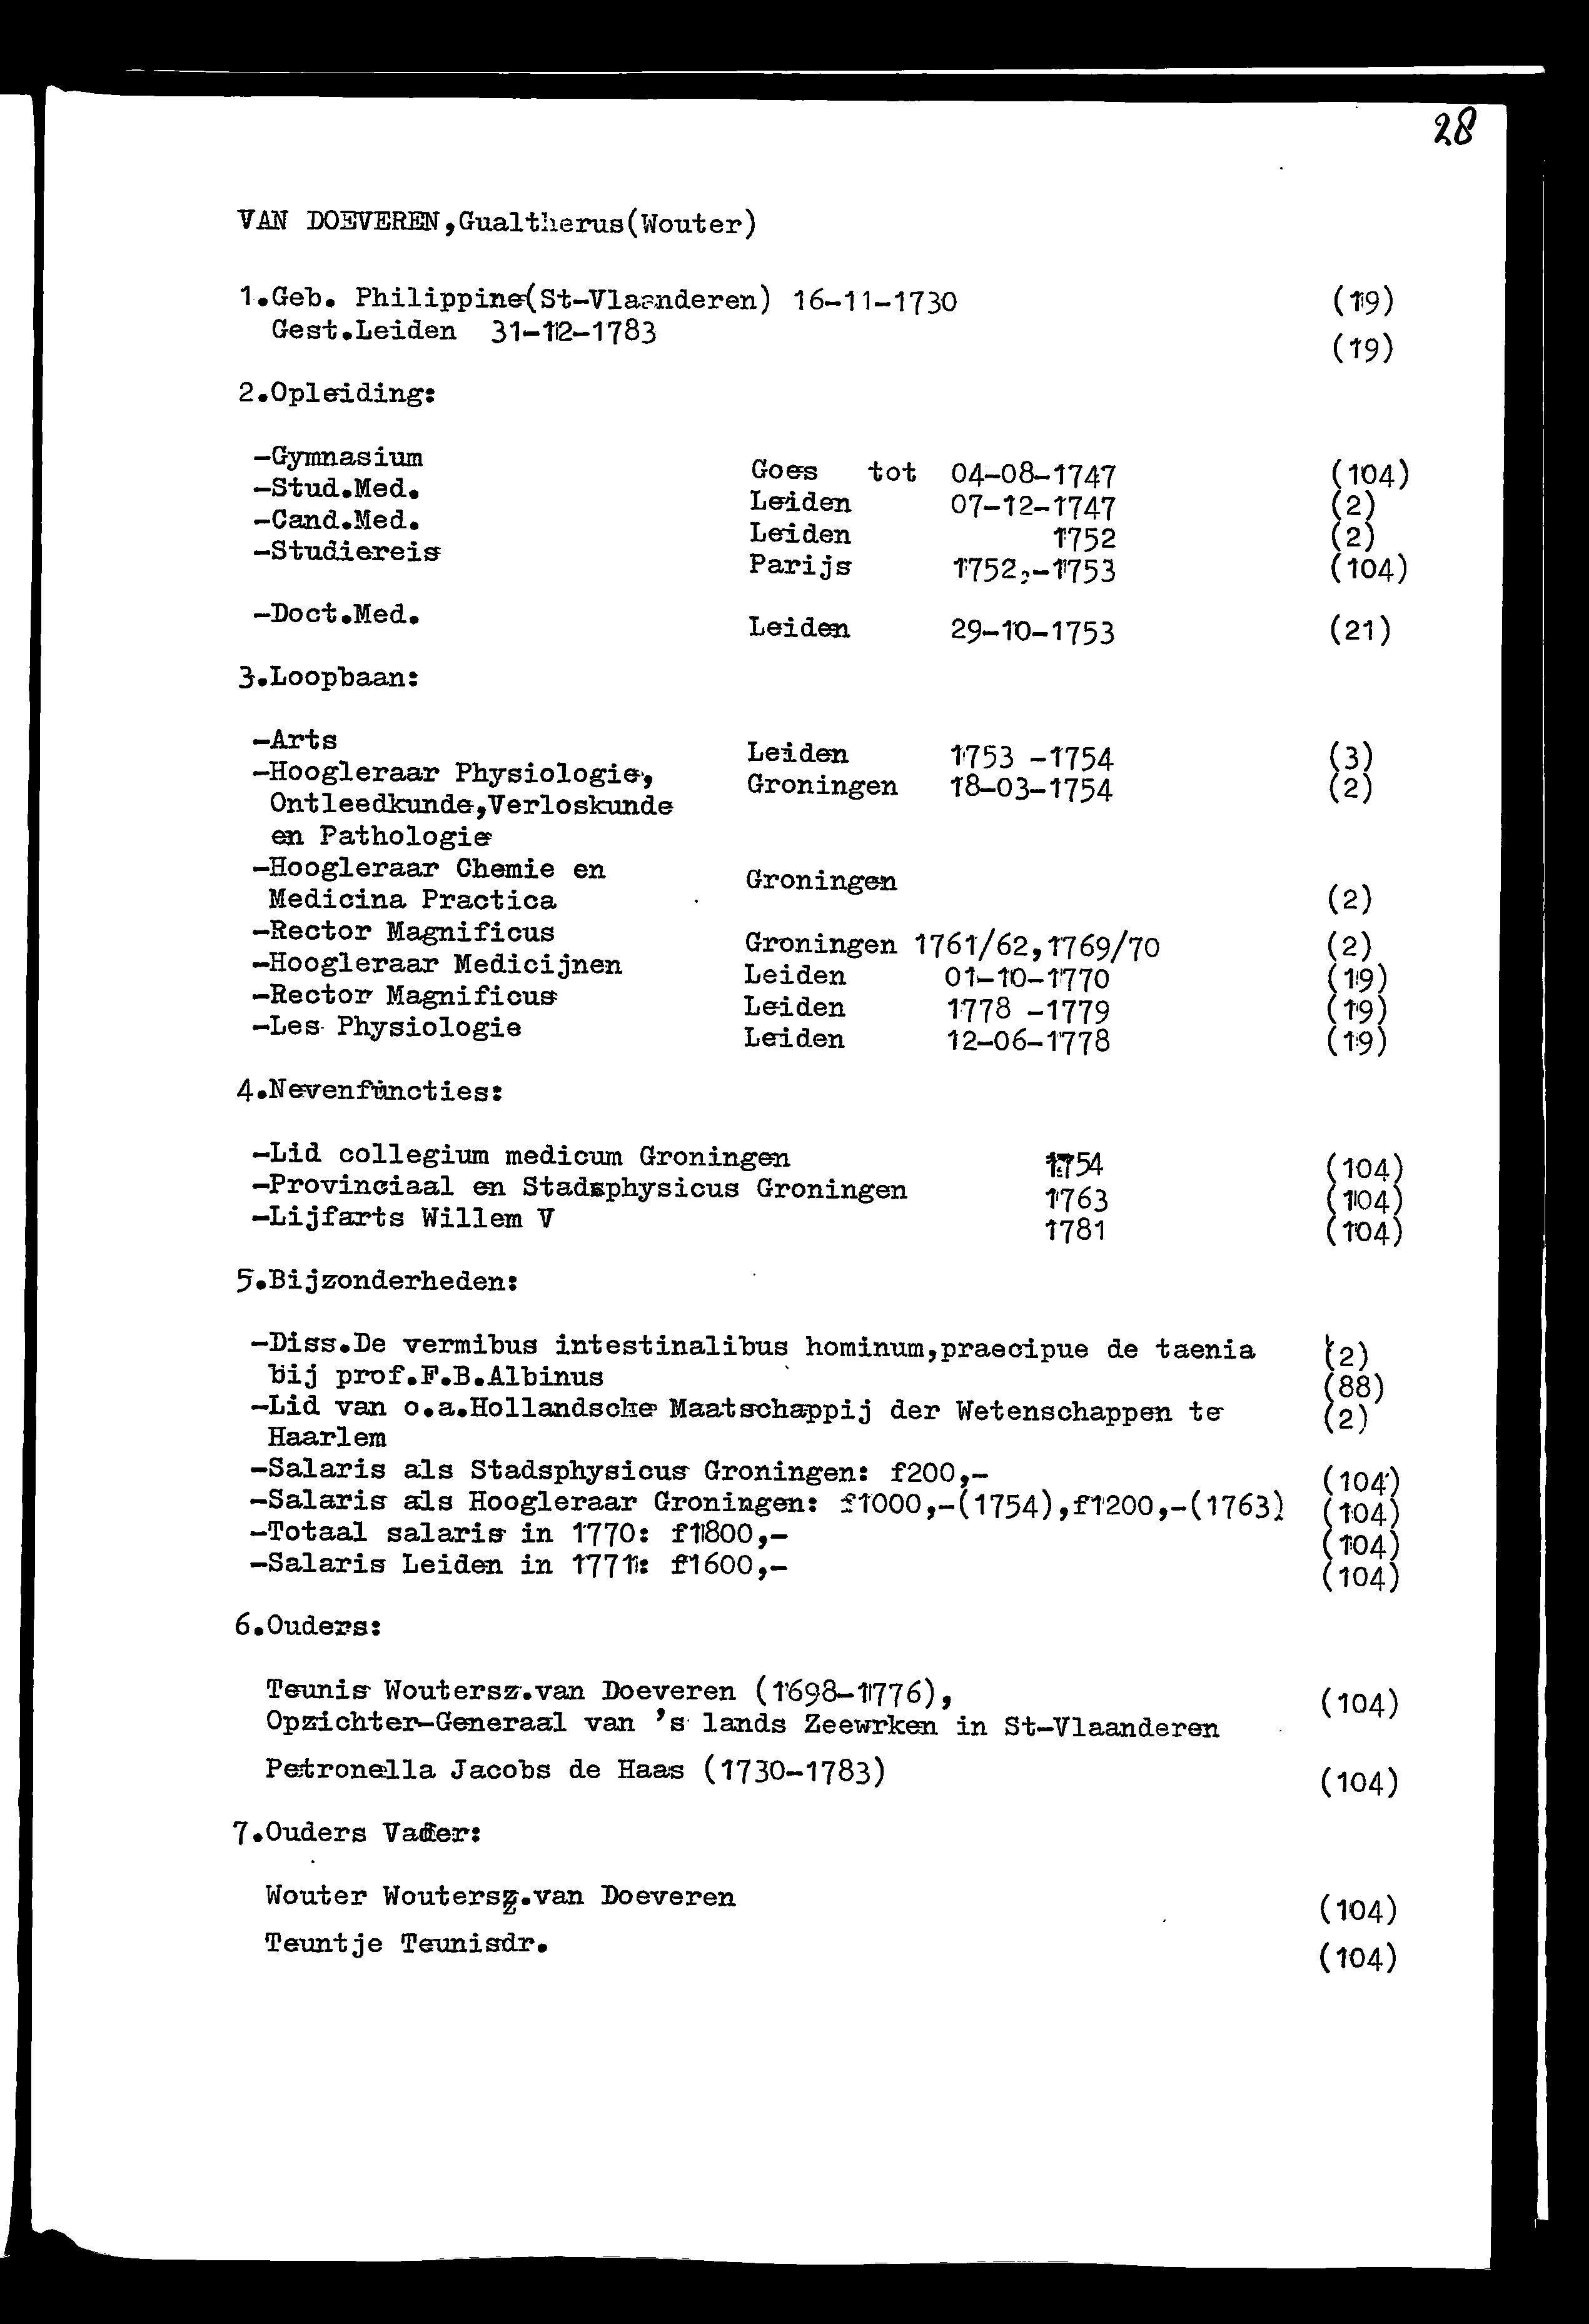 28
VAN DOEVEREN,Gualtherus(Wouter)
1.Geb. Philippine(St-Vlaanderen) 16-11-1730 (19)
Gest.Leiden 31-12-1783 (19)
2.Opleiding:
-Gymnasium Goes tot 04-08-1747 (104)
-Stud.Med. Leiden 07-12-1747 (2)
-Cand.Med. Leiden 1752 (2)
-Studiereis Parijs 1752?-1753 (104)
-Doct.Med. Leiden 29-10-1753 (21)
3.Loopbaan:
-Arts Leiden 1753 -1754 (3)
-Hoogleraar Physiologie, Groningen 18-03-1754 (2)
Ontleedkunde,Verloskunde
en Pathologie
-Hoogleraar Chemie en Groningen
Medicina Practica (2)
-Rector Magnificus Groningen 1761/62,1769/70 (2)
-Hoogleraar Medicijnen Leiden 01-10-1770 (19)
-Rector Magnificus Leiden 1778 -1779 (19)
-Les Physiologie Leiden 12-06-1778 (19)
4.Nevenfuncties:
-Lid collegium medicum Groningen 1754 (104)
-Provinciaal en Stadsphysicus Groningen 1763 (104)
-Lijfarts Willem V 1781 (104)
5.Bijzonderheden:
-Diss.De vermibus intestinalibus hominum,praecipue de taenia (2)
bij prof.F.B.Albinus (88)
-Lid van o.a.Hollandsche Maatschappij der Wetenschappen te (2)
Haarlem
-Salaris als Stadsphysicus Groningen: f200,- (104)
-Salaris als Hoogleraar Groningen: f1000,-(1754),f1200,-(1763) (104)
-Totaal salaris in 1770: f1800,- (104)
-Salaris Leiden in 1771: f1600,- (104)
6.Ouders:
Teunis Woutersz.van Doeveren (1698-1776), (104)
Opzichter-Generaal van 's lands Zeewrken in St-Vlaanderen
Petronella Jacobs de Haas (1730-1783) (104)
7.Ouders Vader:
Wouter Woutersz.van Doeveren (104)
Teuntje Teunisdr. (104)